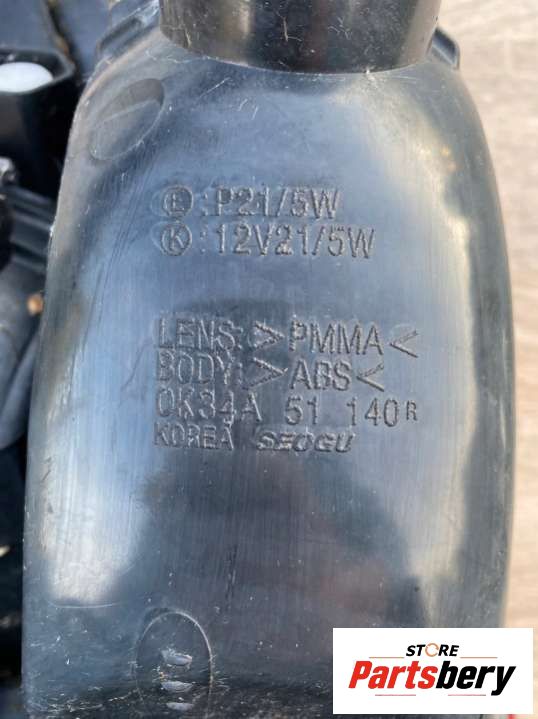 E:P21/5W
K:12V21/5W
LENS:>PMMA<
BODY:>ABS<
0K34A 51 140R
KOREA SEOGU
STORE
Partsbery